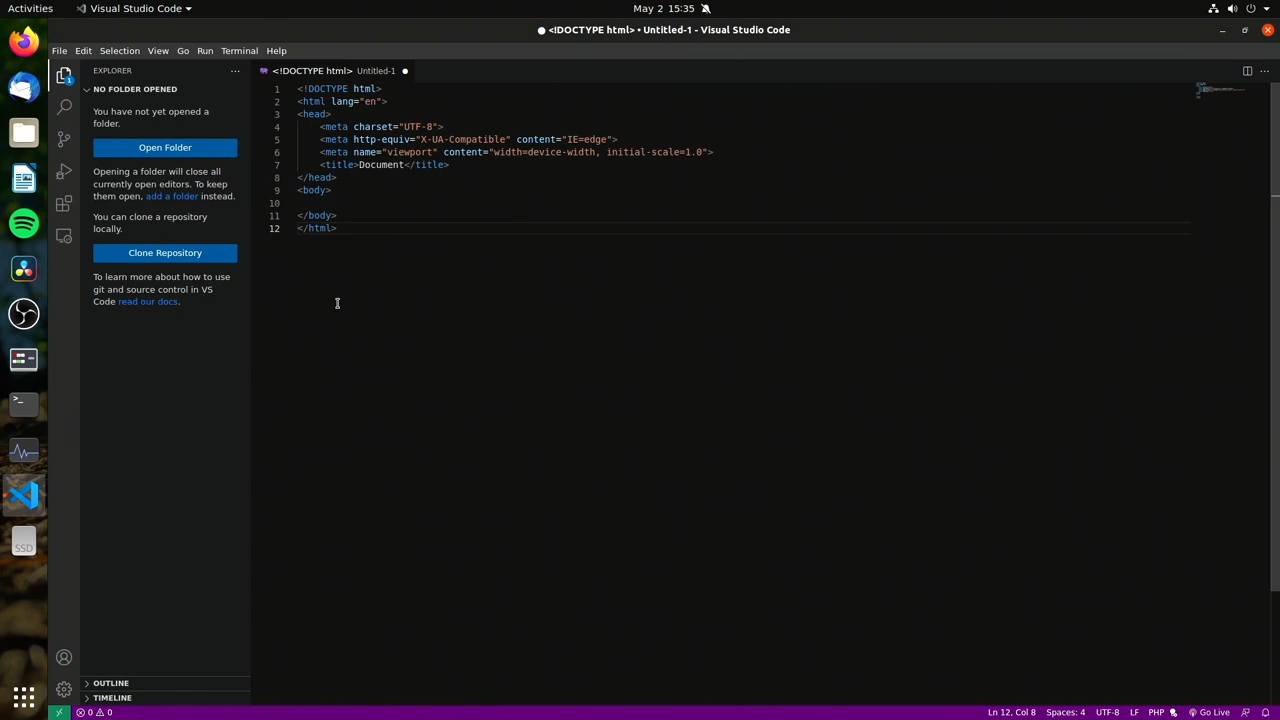 Activities
Visual Studio Code
May 2 15:35
<!DOCTYPE html> • Untitled-1 - Visual Studio Code
File Edit Selection View Go Run Terminal Help
EXPLORER
<!DOCTYPE html> Untitled-1
NO FOLDER OPENED
You have not yet opened a
folder.
Open Folder
Opening a folder will close all
currently open editors. To keep
them open, add a folder instead.
You can clone a repository
locally.
Clone Repository
To learn more about how to use
git and source control in VS
Code read our docs.
1 <!DOCTYPE html>
2 <html lang="en">
3 <head>
4 <meta charset="UTF-8">
5 <meta http-equiv="X-UA-Compatible" content="IE=edge">
6 <meta name="viewport" content="width=device-width, initial-scale=1.0">
7 <title>Document</title>
8 </head>
9 <body>
10
11 </body>
12 </html>
1
SSD
OUTLINE
TIMELINE
0 0
Ln 12, Col 8 Spaces: 4 UTF-8 LF PHP Go Live